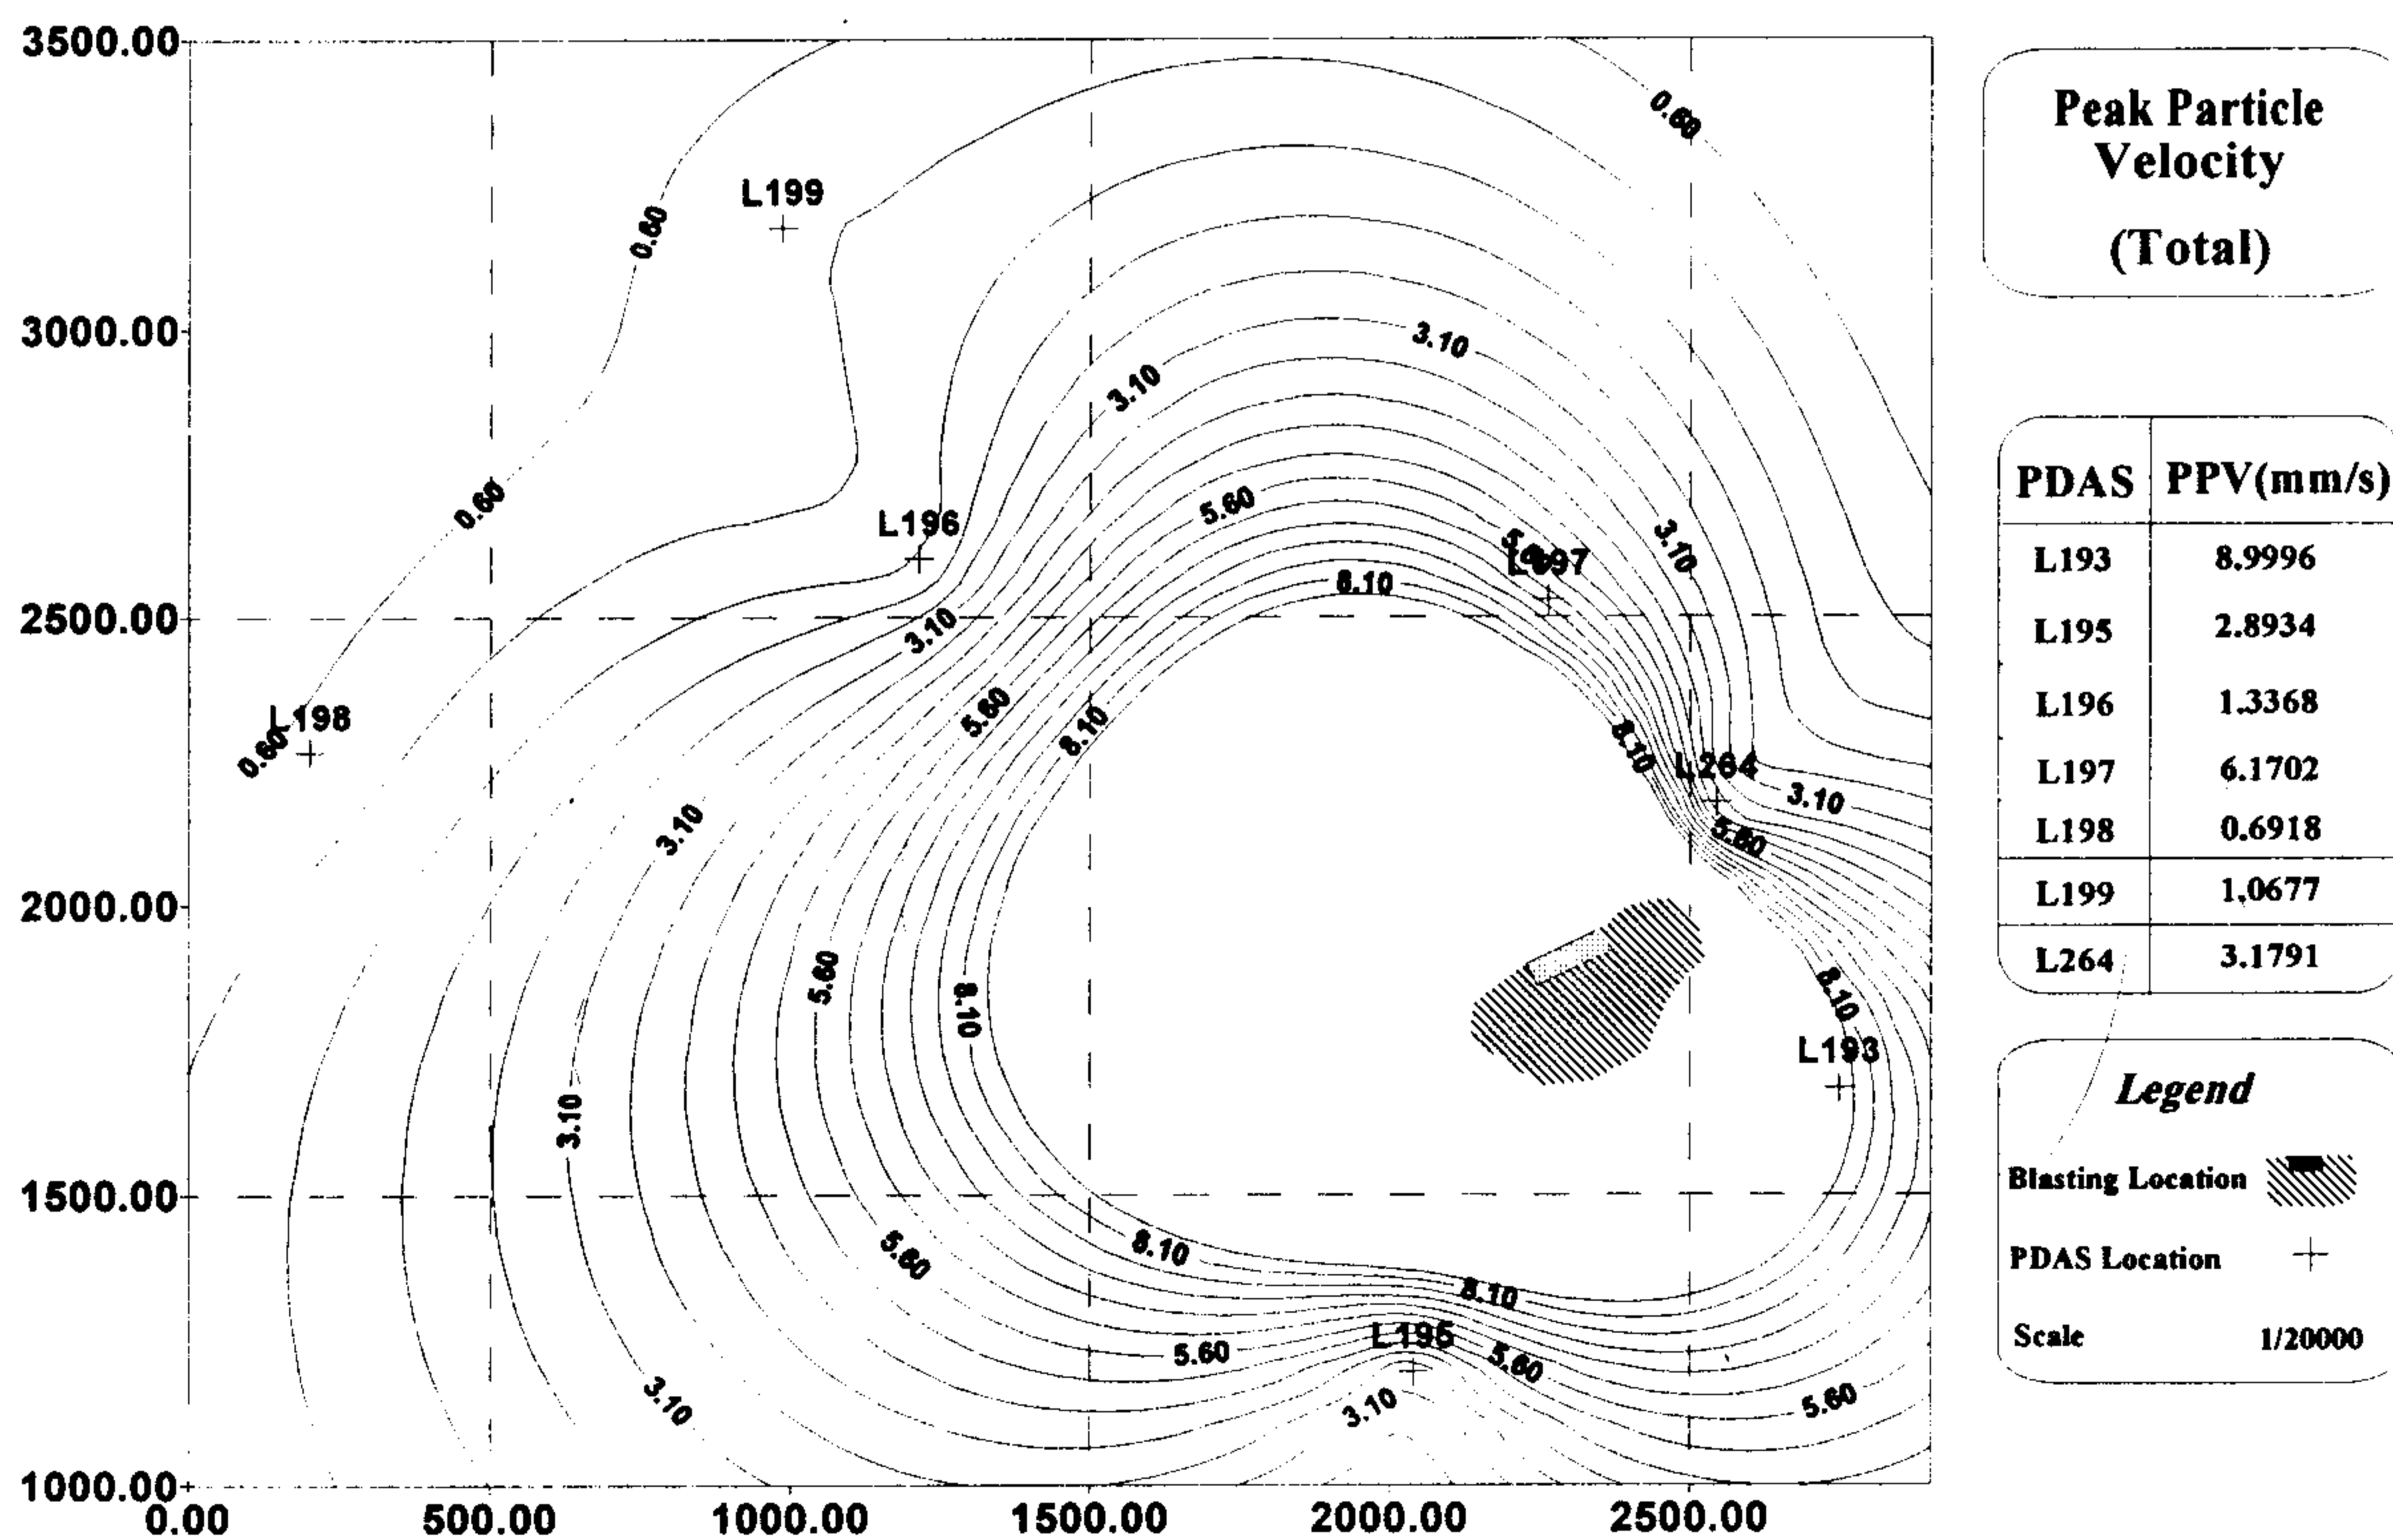 3500.00
3000.00
2500.00
2000.00
1500.00
1000.00
0.00 500.00 1000.00 1500.00 2000.00 2500.00
0.60
0.60
L199
0.60
3.10
3.10
0.60
L196
5.60
3.10
8.10
3.10
L198
0.60
5.60
8.10
8.10
L264
3.10
3.10
5.60
5.60
8.10
8.10
L193
3.10
8.10
5.60
8.10
L195
5.60
5.60
3.10
3.10
5.60
Peak Particle
Velocity
(Total)
PDAS PPV(mm/s)
L193 8.9996
L195 2.8934
L196 1.3368
L197 6.1702
L198 0.6918
L199 1.0677
L264 3.1791
Legend
Blasting Location
PDAS Location
Scale 1/20000